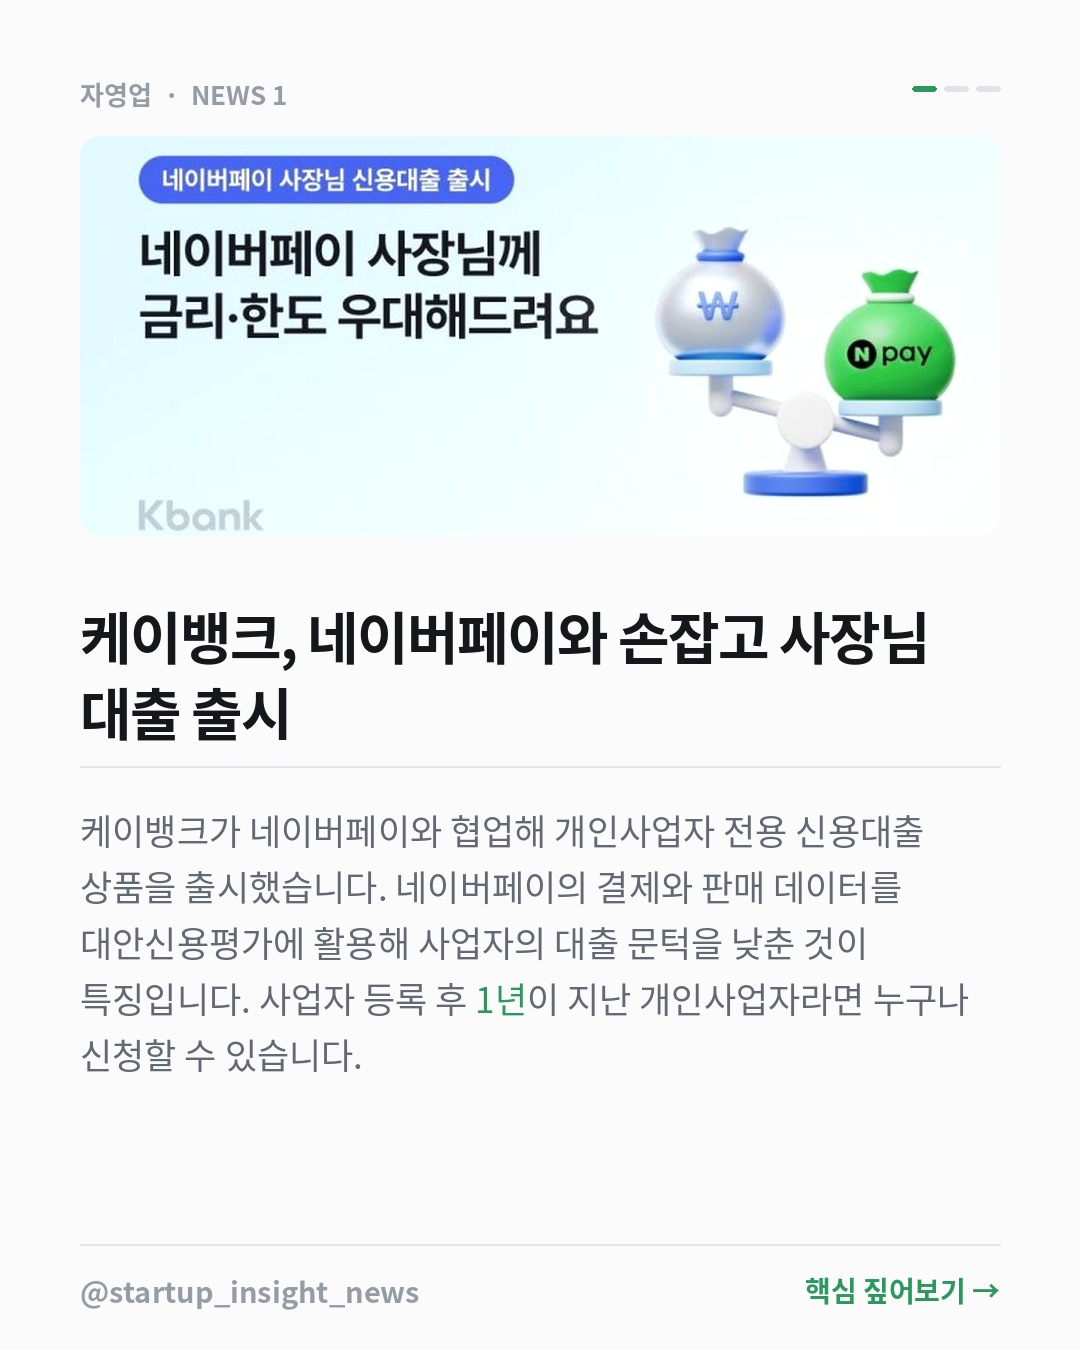 자영업 · NEWS 1
네이버페이 사장님 신용대출 출시
네이버페이 사장님께
금리·한도 우대해드려요
₩
N pay
Kbank
케이뱅크, 네이버페이와 손잡고 사장님
대출 출시
케이뱅크가 네이버페이와 협업해 개인사업자 전용 신용대출
상품을 출시했습니다. 네이버페이의 결제와 판매 데이터를
대안신용평가에 활용해 사업자의 대출 문턱을 낮춘 것이
특징입니다. 사업자 등록 후 1년이 지난 개인사업자라면 누구나
신청할 수 있습니다.
@startup_insight_news
핵심 짚어보기 →